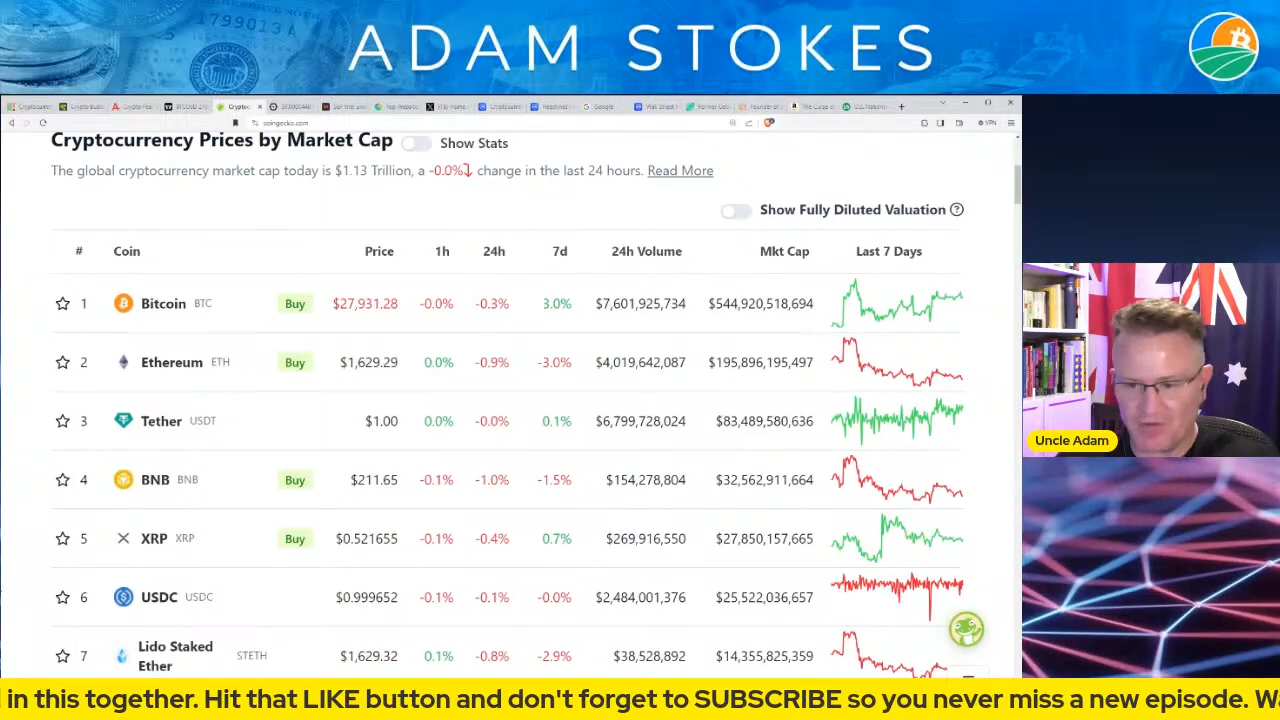 ADAM STOKES
coingecko.com
VPN
Cryptocurrency Prices by Market Cap Show Stats
The global cryptocurrency market cap today is $1.13 Trillion, a -0.0% change in the last 24 hours. Read More
Show Fully Diluted Valuation
# Coin Price 1h 24h 7d 24h Volume Mkt Cap Last 7 Days
1 Bitcoin BTC Buy $27,931.28 -0.0% -0.3% 3.0% $7,601,925,734 $544,920,518,694
2 Ethereum ETH Buy $1,629.29 0.0% -0.9% -3.0% $4,019,642,087 $195,896,195,497
3 Tether USDT $1.00 0.0% -0.0% 0.1% $6,799,728,024 $83,489,580,636
4 BNB BNB Buy $211.65 -0.1% -1.0% -1.5% $154,278,804 $32,562,911,664
5 XRP XRP Buy $0.521655 -0.1% -0.4% 0.7% $269,916,550 $27,850,157,665
6 USDC USDC $0.999652 -0.1% -0.1% -0.0% $2,484,001,376 $25,522,036,657
7 Lido Staked Ether STETH $1,629.32 0.1% -0.8% -2.9% $38,528,892 $14,355,825,359
Uncle Adam
in this together. Hit that LIKE button and don't forget to SUBSCRIBE so you never miss a new episode.